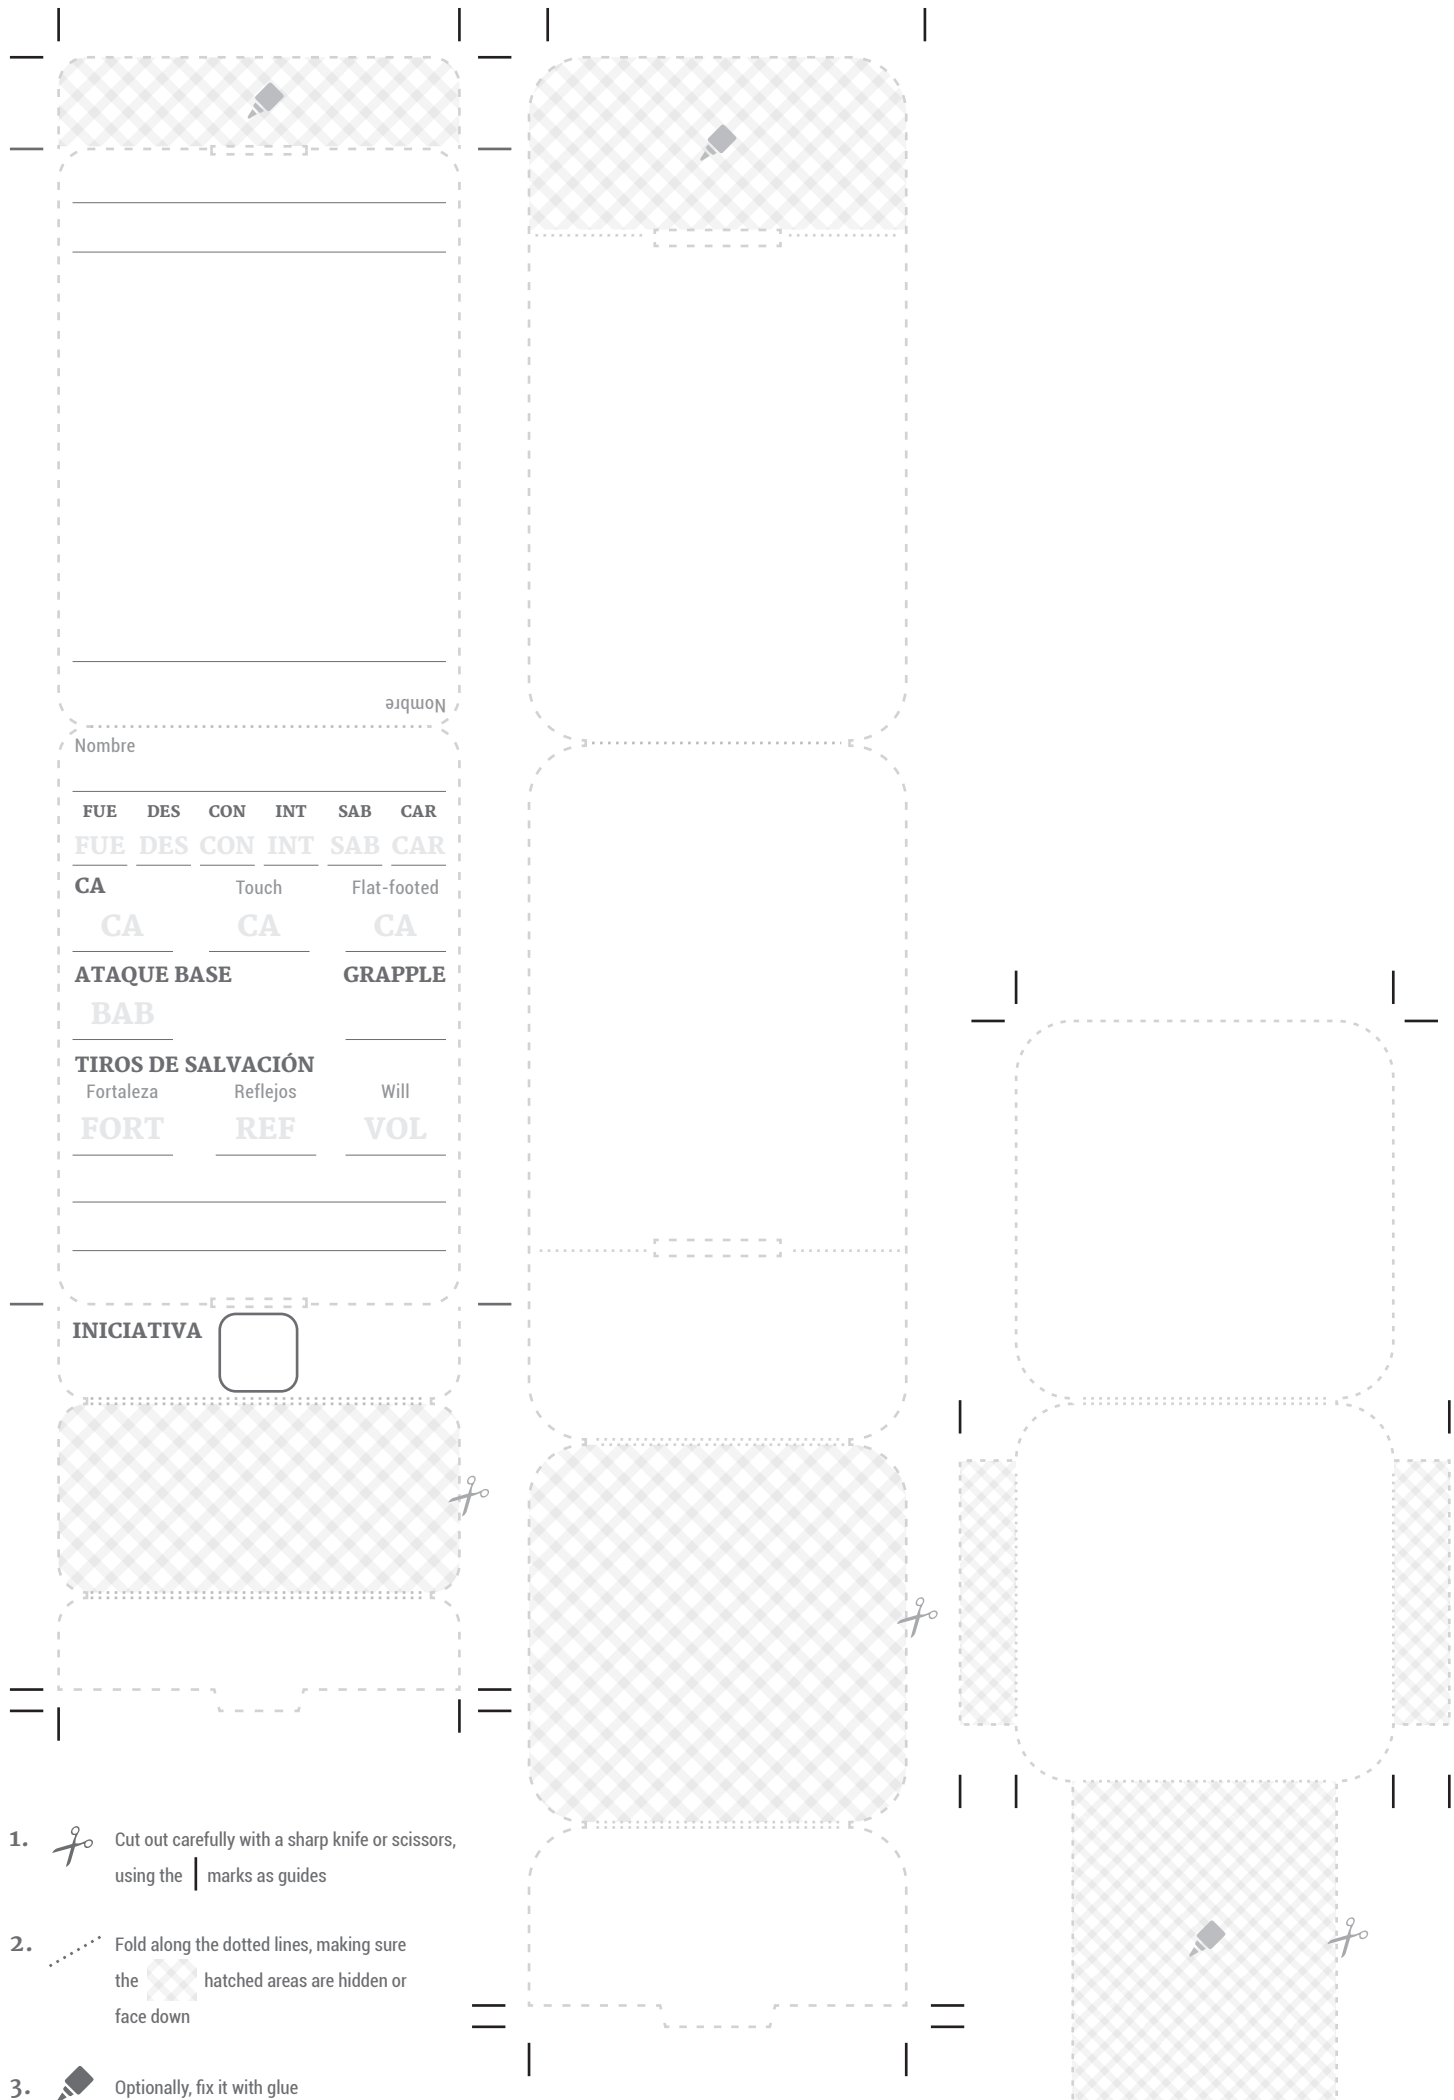 Nombre
Nombre
FUE DES CON INT SAB CAR
FUE DES CON INT SAB CAR
CA Touch Flat-footed
CA CA CA
ATAQUE BASE GRAPPLE
BAB
TIROS DE SALVACIÓN
Fortaleza Reflejos Will
FORT REF VOL
INICIATIVA
1. Cut out carefully with a sharp knife or scissors,
using the marks as guides
2. Fold along the dotted lines, making sure
the hatched areas are hidden or
face down
3. Optionally, fix it with glue